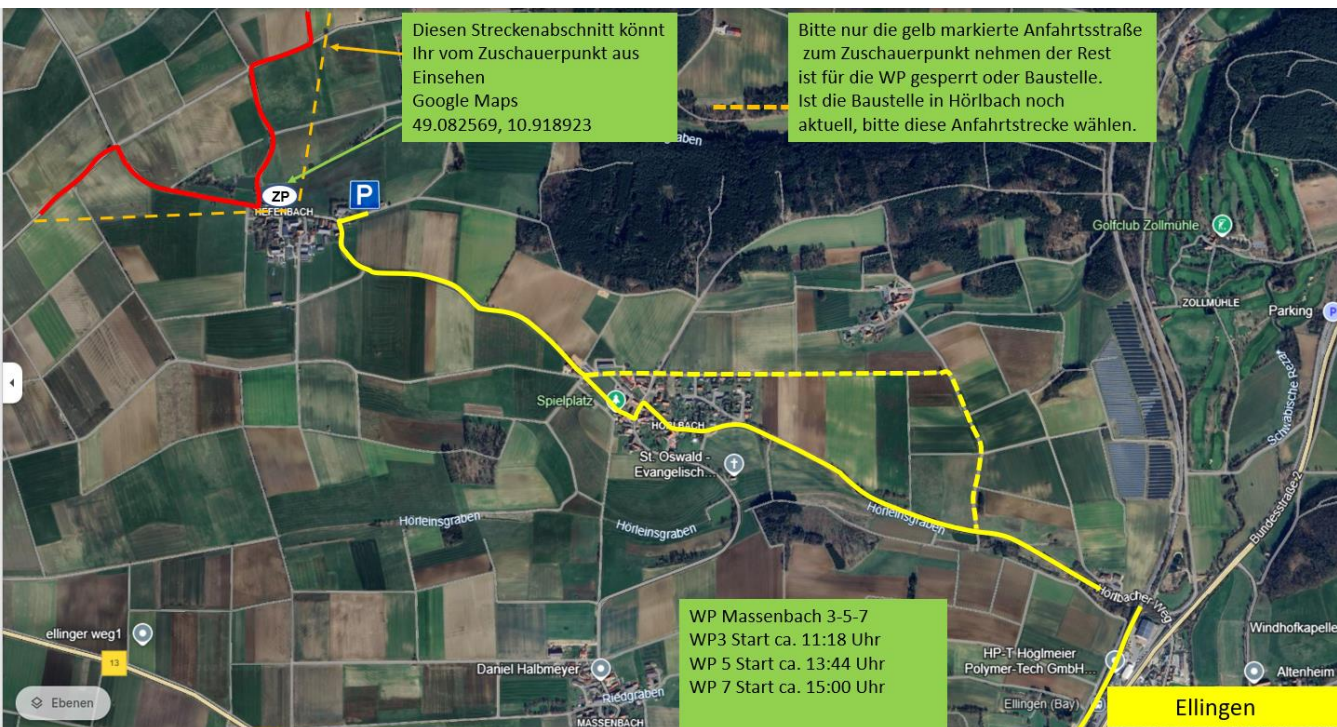 Diesen Streckenabschnitt könnt
Ihr vom Zuschauerpunkt aus
Einsehen
Google Maps
49.082569, 10.918923
Bitte nur die gelb markierte Anfahrtsstraße
zum Zuschauerpunkt nehmen der Rest
ist für die WP gesperrt oder Baustelle.
Ist die Baustelle in Hörlbach noch
aktuell, bitte diese Anfahrtstrecke wählen.
graben
ZP
P
HEFENBACH
Golfclub Zollmühle
ZOLLMÜHLE
Parking
P
Schwäbische Rezat
Spielplatz
HÖRLBACH
St. Oswald -
Evangelisch...
Hörleinsgraben
Hörleinsgraben
Hörleinsgraben
Bundesstraße-2
Hörlbacher-Weg
ellinger weg1
13
Daniel Halbmeyer
Riedgraben
MASSENBACH
WP Massenbach 3-5-7
WP3 Start ca. 11:18 Uhr
WP 5 Start ca. 13:44 Uhr
WP 7 Start ca. 15:00 Uhr
HP-T Höglmeier
Polymer-Tech GmbH...
Windhofkapelle
Altenheim
Ellingen (Bay)
Ellingen
Ebenen